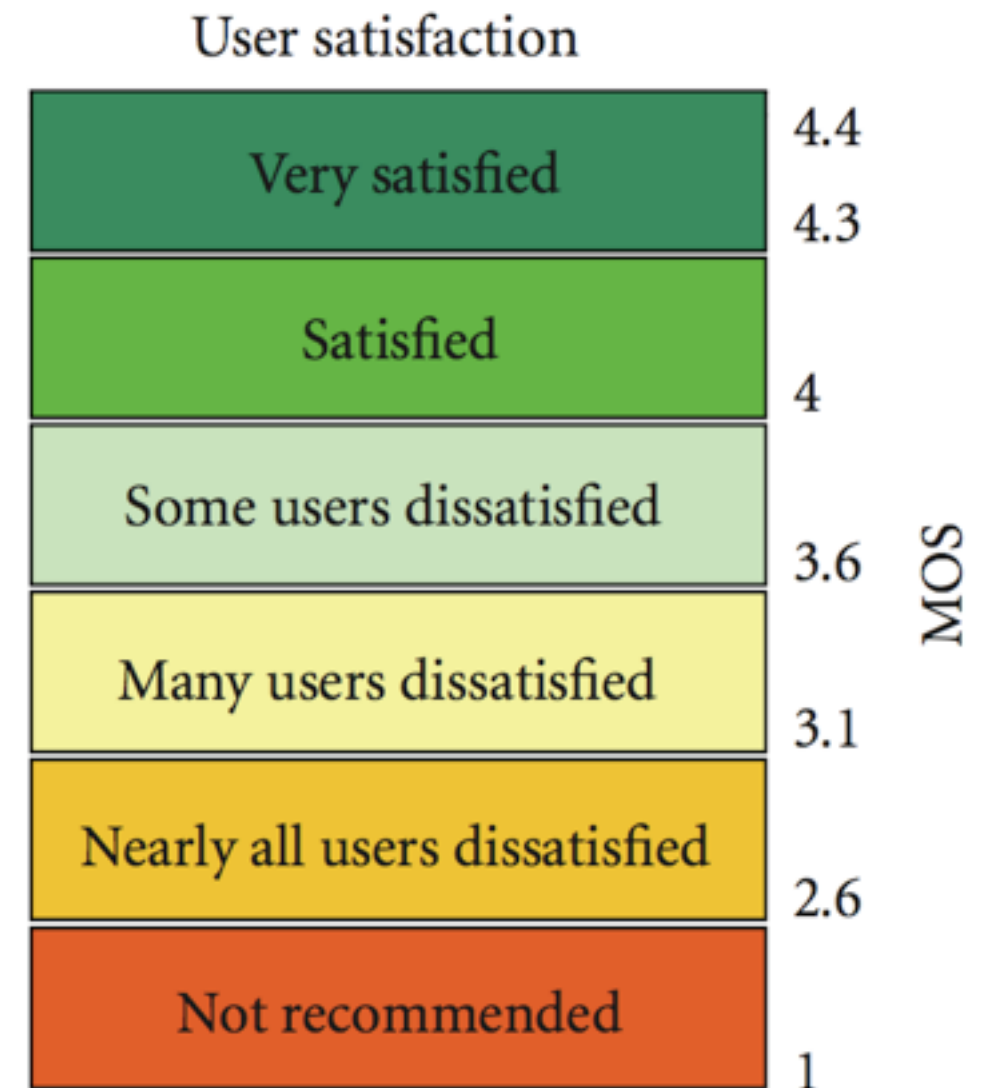 User satisfaction
Very satisfied
4.4
4.3
Satisfied
4
Some users dissatisfied
3.6
Many users dissatisfied
3.1
Nearly all users dissatisfied
2.6
Not recommended
1
MOS